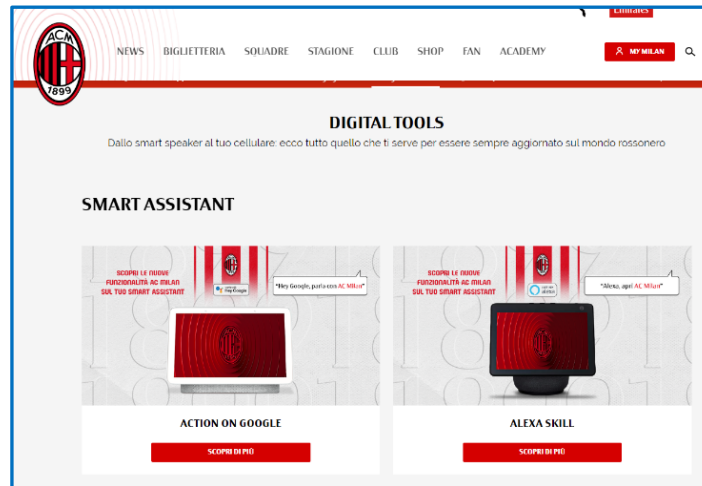 Emirates
ACM
1899
NEWS BIGLIETTERIA SQUADRE STAGIONE CLUB SHOP FAN ACADEMY MY MILAN
DIGITAL TOOLS
Dallo smart speaker al tuo cellulare: ecco tutto quello che ti serve per essere sempre aggiornato sul mondo rossonero
SMART ASSISTANT
SCOPRI LE NUOVE
FUNZIONALITÀ AC MILAN
SUL TUO SMART ASSISTANT
Hey Google
"Hey Google, parla con AC Milan"
SCOPRI LE NUOVE
FUNZIONALITÀ AC MILAN
SUL TUO SMART ASSISTANT
"Alexa, apri AC Milan"
ACTION ON GOOGLE
ALEXA SKILL
SCOPRI DI PIÙ
SCOPRI DI PIÙ